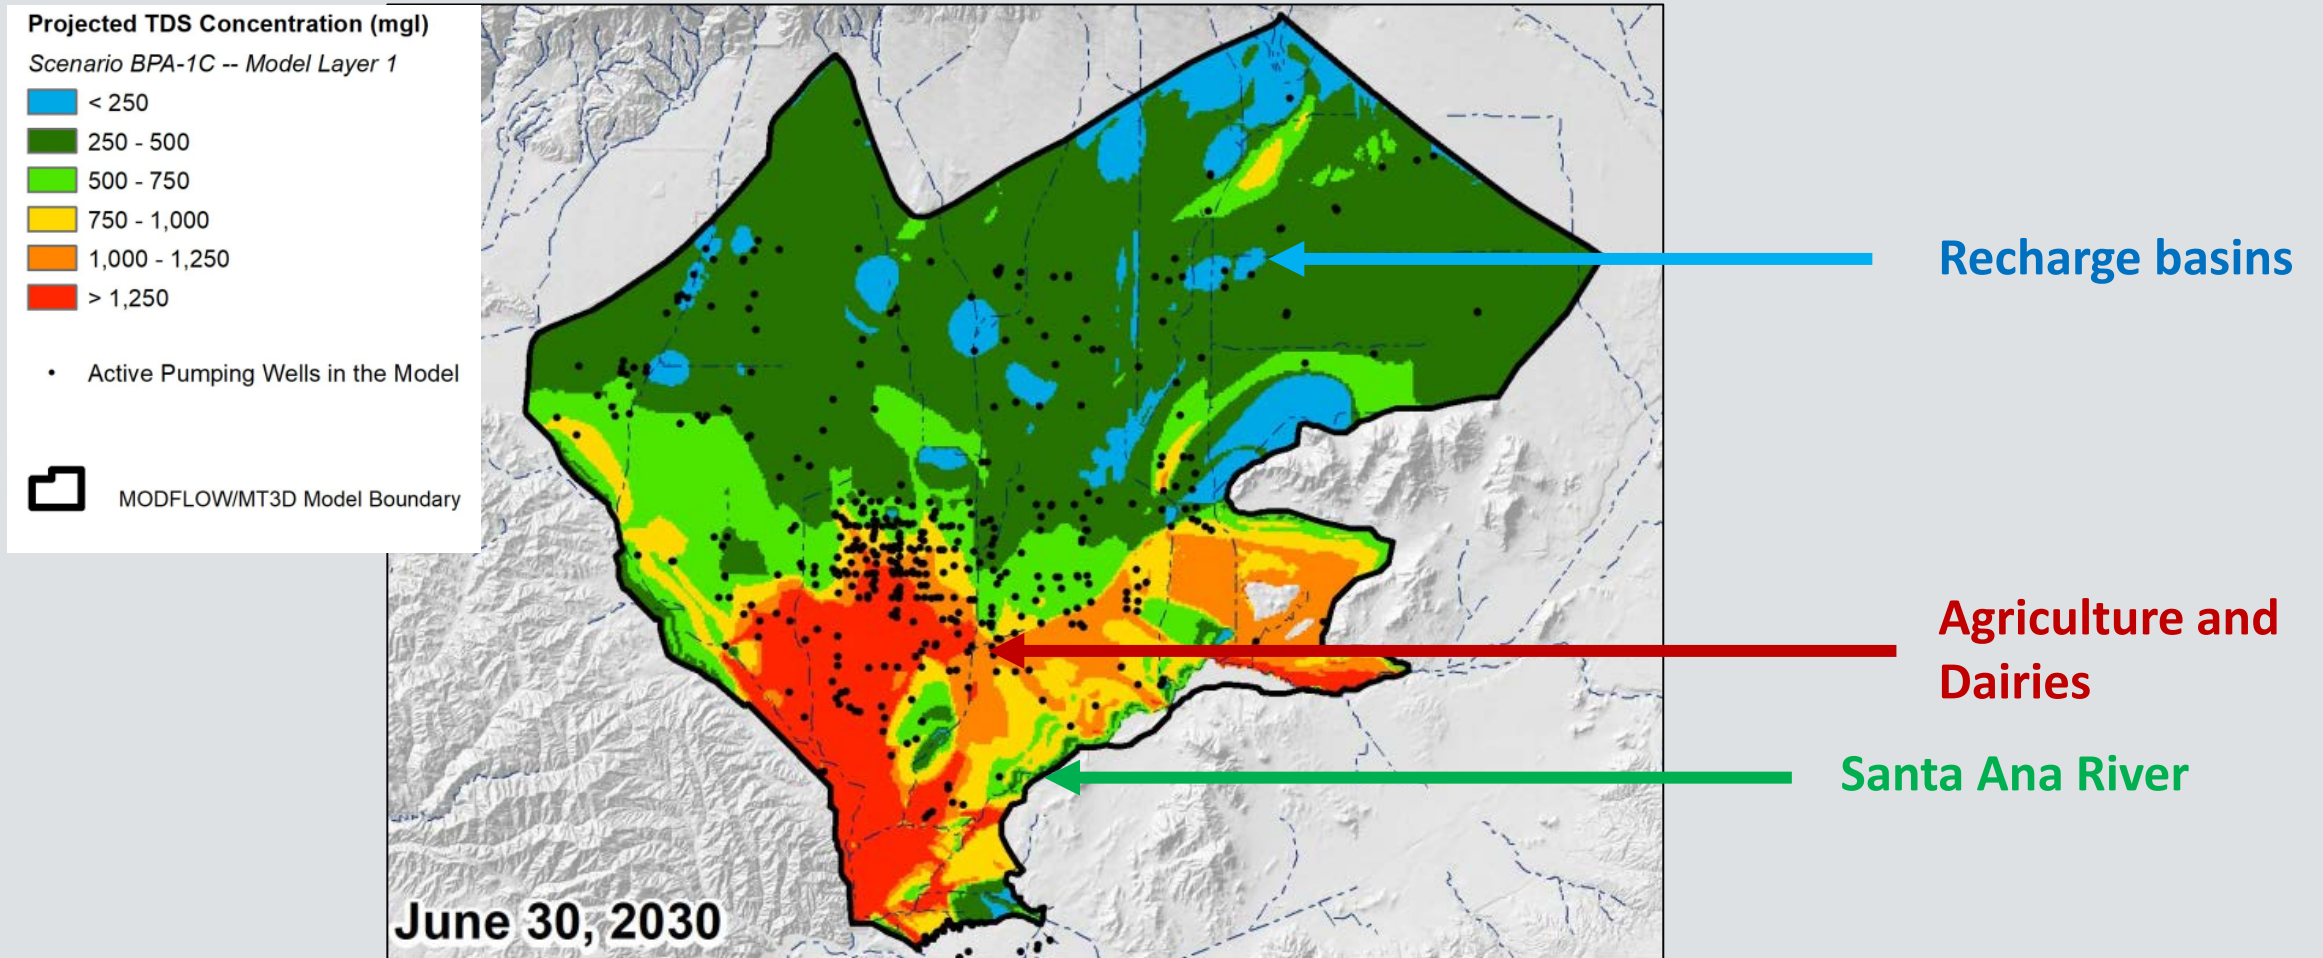 Projected TDS Concentration (mgl)
Scenario BPA-1C -- Model Layer 1
< 250
250 - 500
500 - 750
750 - 1,000
1,000 - 1,250
> 1,250
Active Pumping Wells in the Model
MODFLOW/MT3D Model Boundary
Recharge basins
Agriculture and
Dairies
Santa Ana River
June 30, 2030